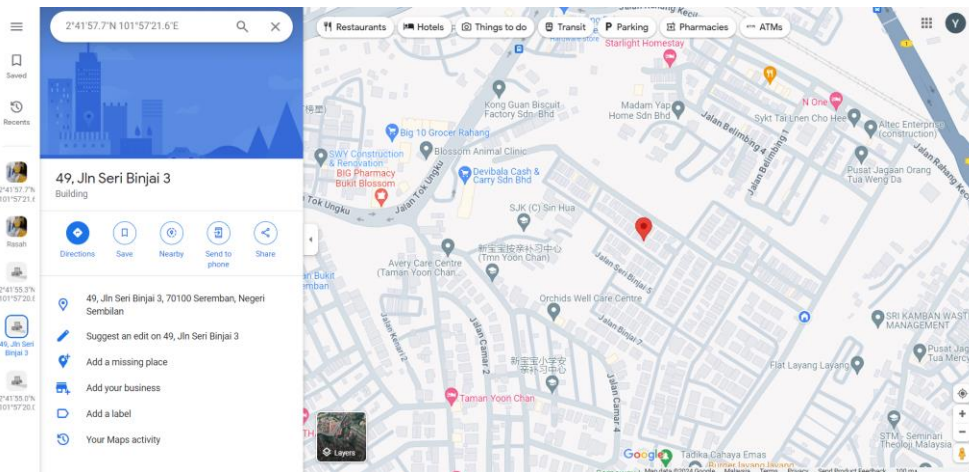 2°41'57.7"N 101°57'21.6"E
Saved
Recents
2°41'57.7"N
101°57'21.6
Rasah
2°41'55.3"N
101°57'20.6
49, Jln Seri
Binjai 3
2°41'55.0"N
101°57'20.0
49, Jln Seri Binjai 3
Building
Directions
Save
Nearby
Send to
phone
Share
49, Jln Seri Binjai 3, 70100 Seremban, Negeri
Sembilan
Suggest an edit on 49, Jln Seri Binjai 3
Add a missing place
Add your business
Add a label
Your Maps activity
Restaurants
Hotels
Things to do
Transit
Parking
Pharmacies
ATMs
Y
Hardware store
Starlight Homestay
Kong Guan Biscuit
Factory Sdn. Bhd
Madam Yap
Home Sdn Bhd
N One
Sykt Tai Lnen Cho Hee
Altec Enterprise
(construction)
Jalan Belimbing 4
Jalan Belimbing 1
Jalan Rahang Kec
Big 10 Grocer Rahang
SWY Construction
& Renovation
Blossom Animal Clinic
BIG Pharmacy
Bukit Blossom
Devibala Cash &
Carry Sdn Bhd
Pusat Jagaan Orang
Tua Weng Da
Tok Ungku
Jalan Tok Ungku
SJK (C) Sin Hua
新宝宝按亲补习中心
(Tmn Yoon Chan)
Avery Care Centre
(Taman Yoon Chan...
Jalan Seri Binjai 5
Orchids Well Care Centre
Jalan Binjai 7
SRI KAMBAN WAST
MANAGEMENT
Jalan Kenari 2
Jalan Camar 2
新宝宝小学安
亲补习中心
Flat Layang Layang
Pusat Jag
Tua Mercy
Taman Yoon Chan
Jalan Camar 4
STM - Seminari
Theoloji Malaysia
Layers
Google
Tadika Cahaya Emas
Map data ©2024 Google
Malaysia
Terms
Privacy
Send Product Feedback
100 m